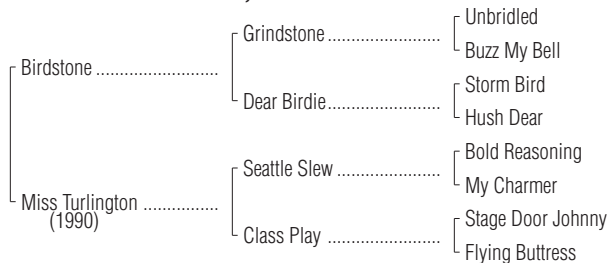 Unbridled
Grindstone
Buzz My Bell
Birdstone
Storm Bird
Dear Birdie
Hush Dear
Bold Reasoning
Seattle Slew
My Charmer
Miss Turlington
(1990)
Stage Door Johnny
Class Play
Flying Buttress